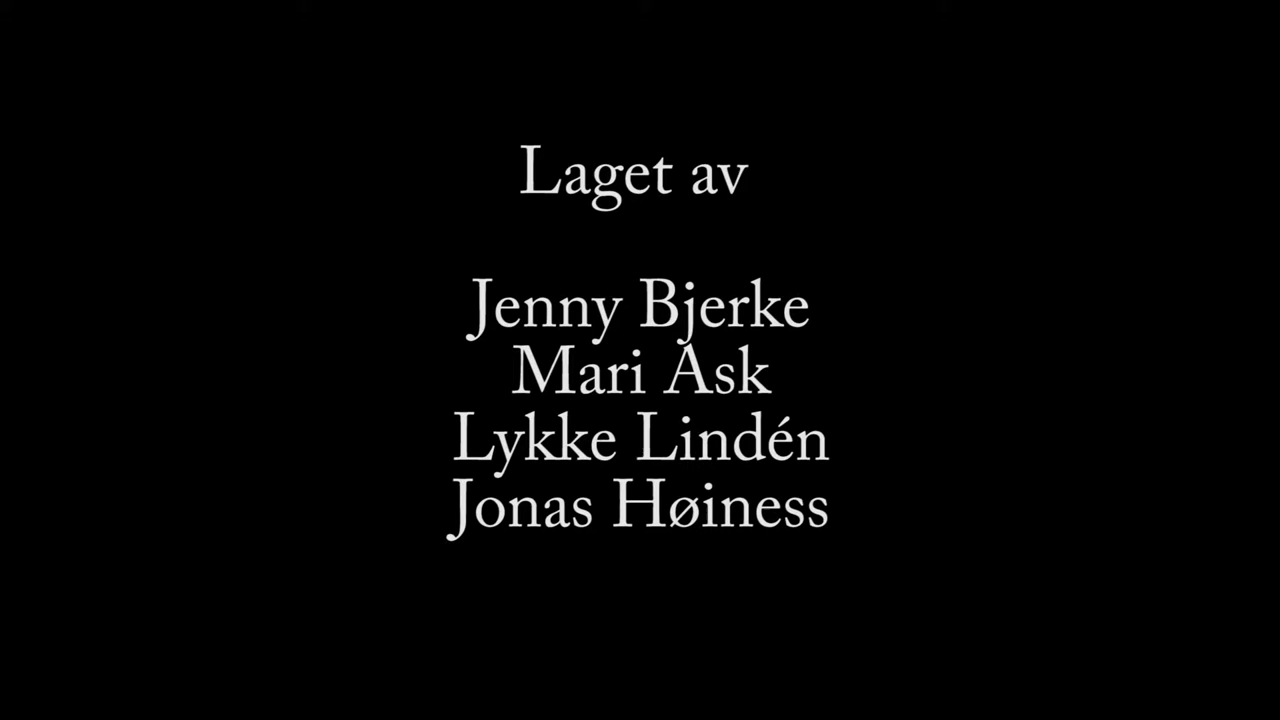 Laget av
Jenny Bjerke
Mari Ask
Lykke Lindén
Jonas Høiness